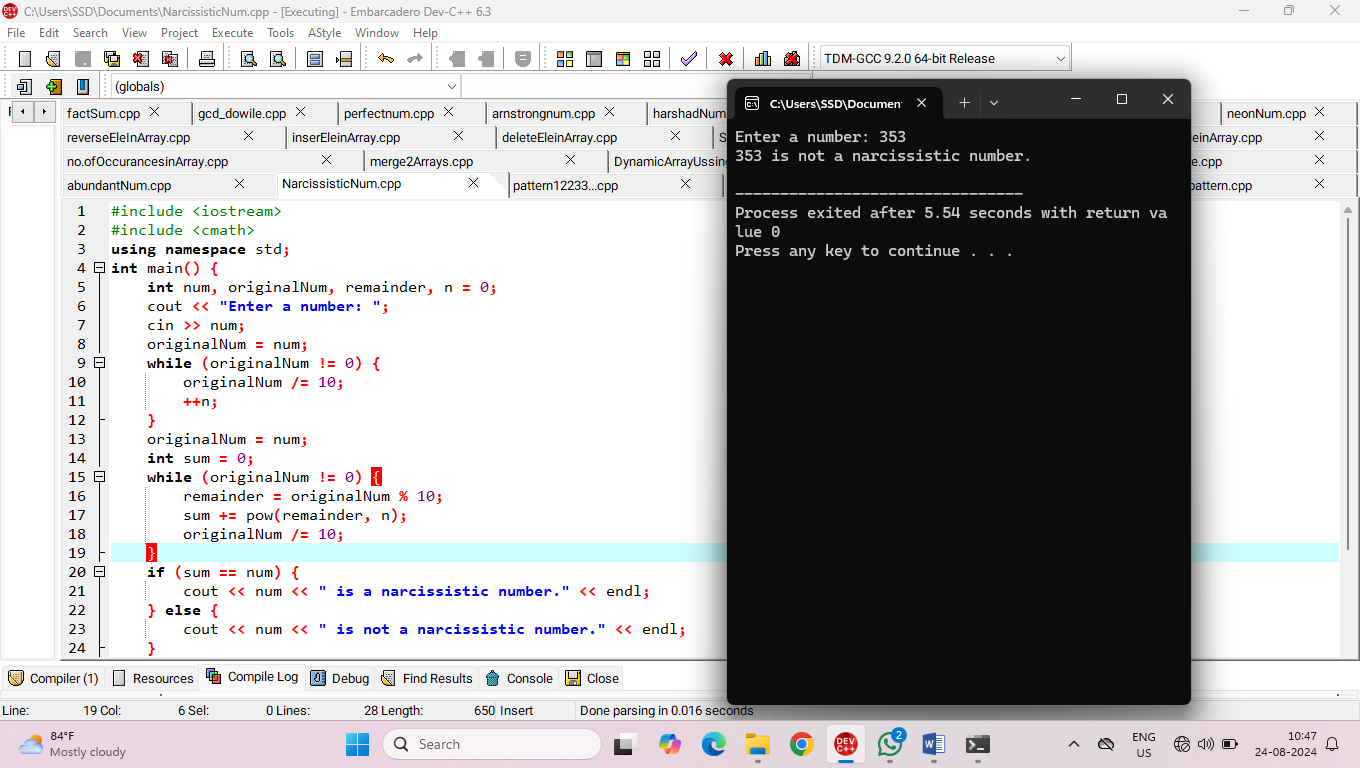 C:\Users\SSD\Documents\NarcissisticNum.cpp - [Executing] - Embarcadero Dev-C++ 6.3
File Edit Search View Project Execute Tools AStyle Window Help
TDM-GCC 9.2.0 64-bit Release
(globals)
factSum.cpp gcd_dowile.cpp perfectnum.cpp amstrongnum.cpp harshadNum neonNum.cpp
reverseEleInArray.cpp inserEleinArray.cpp deleteEleinArray.cpp S einArray.cpp
no.ofOccurancesinArray.cpp merge2Arrays.cpp DynamicArrayUssin e.cpp
abundantNum.cpp NarcissisticNum.cpp pattern12233...cpp pattern.cpp
1 #include <iostream>
2 #include <cmath>
3 using namespace std;
4 int main() {
5 int num, originalNum, remainder, n = 0;
6 cout << "Enter a number: ";
7 cin >> num;
8 originalNum = num;
9 while (originalNum != 0) {
10 originalNum /= 10;
11 ++n;
12 }
13 originalNum = num;
14 int sum = 0;
15 while (originalNum != 0) {
16 remainder = originalNum % 10;
17 sum += pow(remainder, n);
18 originalNum /= 10;
19 }
20 if (sum == num) {
21 cout << num << " is a narcissistic number." << endl;
22 } else {
23 cout << num << " is not a narcissistic number." << endl;
24 }
C:\Users\SSD\Documen
Enter a number: 353
353 is not a narcissistic number.
--------------------------------
Process exited after 5.54 seconds with return va
lue 0
Press any key to continue . . .
Compiler (1) Resources Compile Log Debug Find Results Console Close
Line: 19 Col: 6 Sel: 0 Lines: 28 Length: 650 Insert Done parsing in 0.016 seconds
84°F
Mostly cloudy
Search
DEV C++
2
ENG
US
10:47
24-08-2024